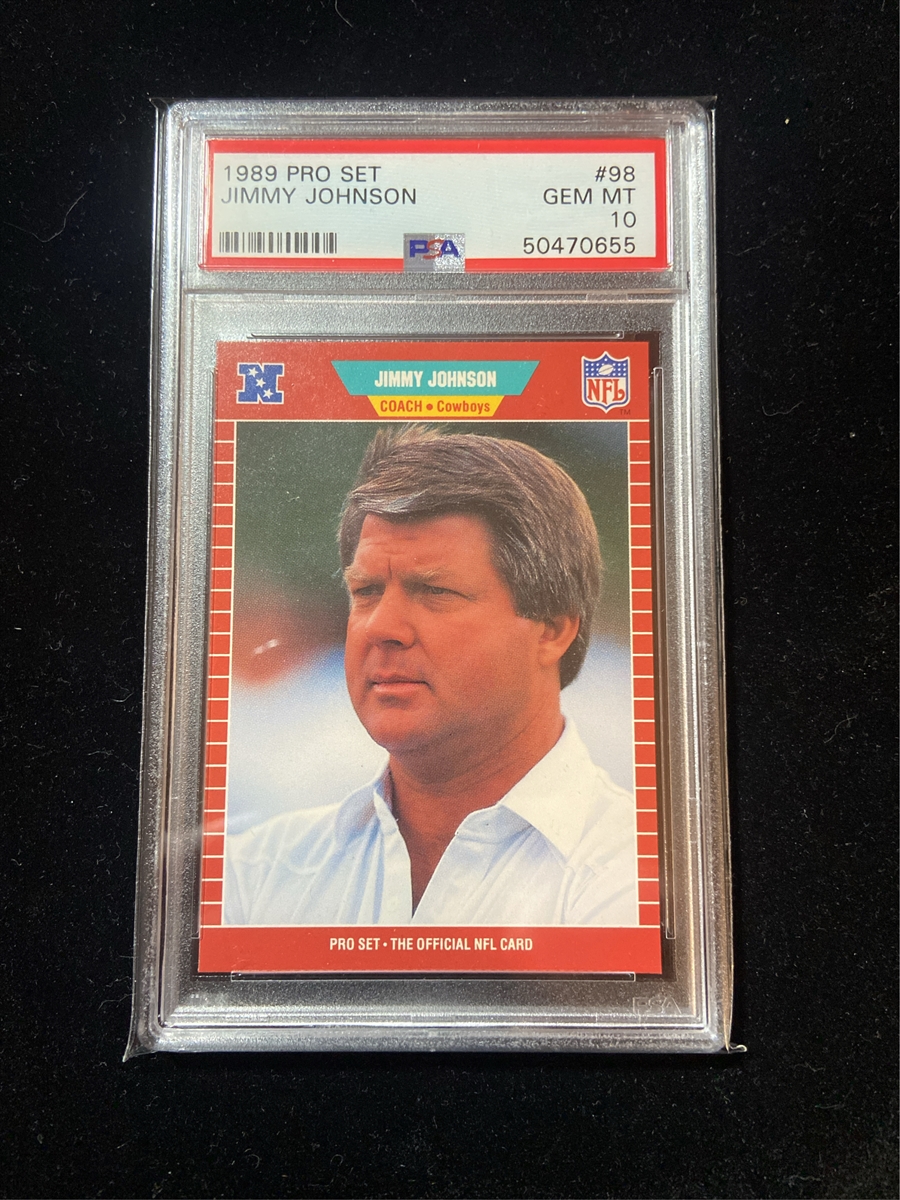 1989 PRO SET #98
JIMMY JOHNSON GEM MT
10
PSA 50470655
N JIMMY JOHNSON NFL
COACH • Cowboys TM
PRO SET • THE OFFICIAL NFL CARD
PSA